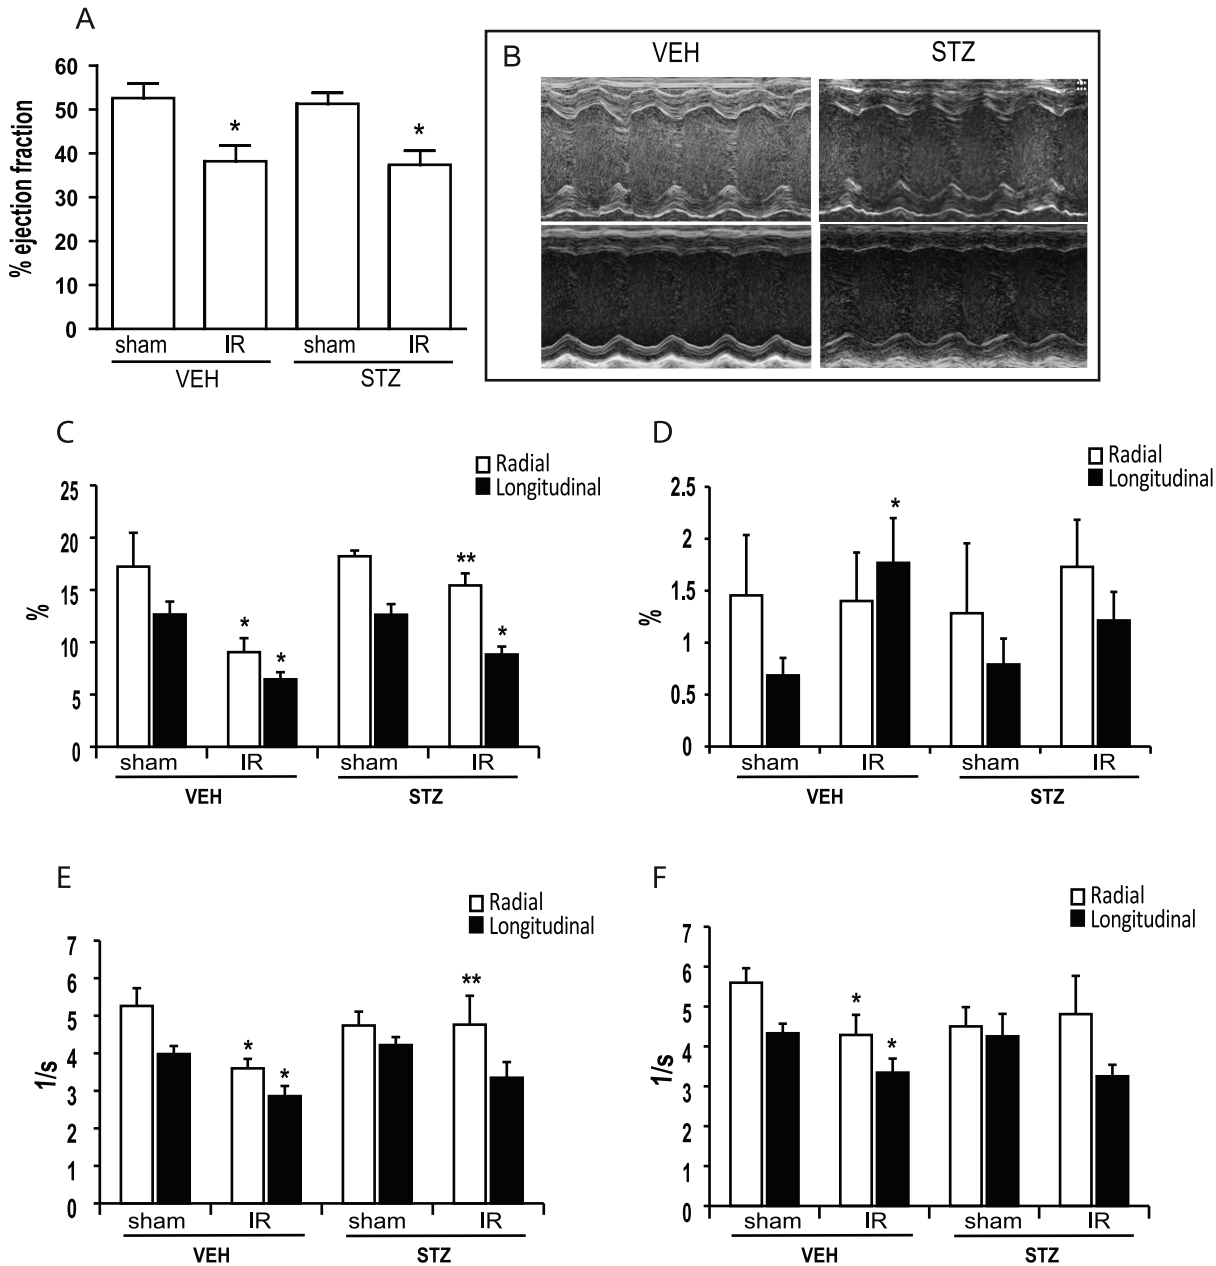 A
% ejection fraction
60
50
40
30
20
10
0
*
*
sham IR sham IR
VEH STZ
B
VEH STZ
C
Radial
Longitudinal
%
25
20
15
10
5
0
*
*
**
*
sham IR sham IR
VEH STZ
D
Radial
Longitudinal
%
2.5
2
1.5
1
0.5
0
*
sham IR sham IR
VEH STZ
E
Radial
Longitudinal
1/s
7
6
5
4
3
2
1
0
*
*
**
sham IR sham IR
VEH STZ
F
Radial
Longitudinal
1/s
7
6
5
4
3
2
1
0
*
*
sham IR sham IR
VEH STZ